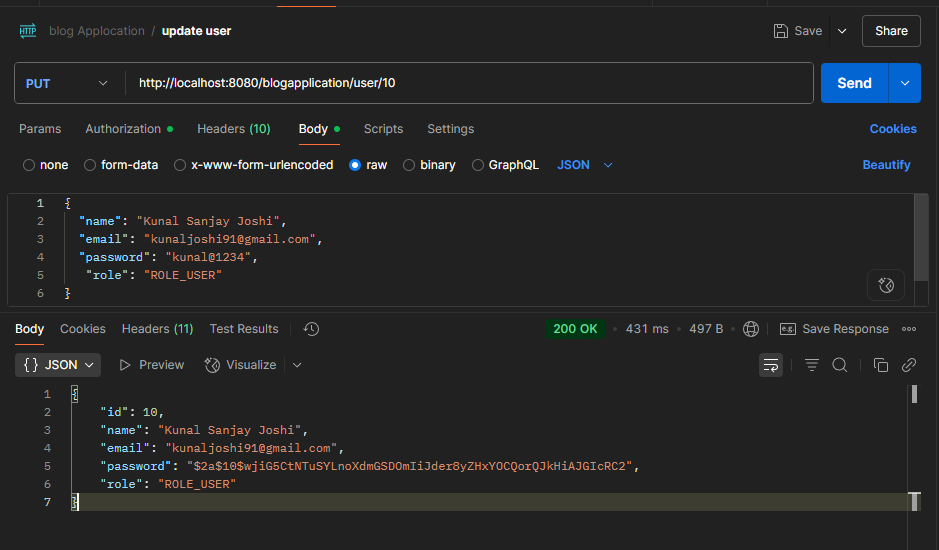 HTTP blog Applocation / update user Save Share
PUT http://localhost:8080/blogapplication/user/10 Send
Params Authorization Headers (10) Body Scripts Settings Cookies
none form-data x-www-form-urlencoded raw binary GraphQL JSON Beautify
1 {
2 "name": "Kunal Sanjay Joshi",
3 "email": "kunaljoshi91@gmail.com",
4 "password": "kunal@1234",
5 "role": "ROLE_USER"
6 }
Body Cookies Headers (11) Test Results 200 OK • 431 ms • 497 B • e.g. Save Response
{} JSON Preview Visualize
1 {
2 "id": 10,
3 "name": "Kunal Sanjay Joshi",
4 "email": "kunaljoshi91@gmail.com",
5 "password": "$2a$10$wjiG5CtNTuSYLnoXdmGSDOmIiJder8yZHxYOCQorQJkHiAJGIcRC2",
6 "role": "ROLE_USER"
7 }